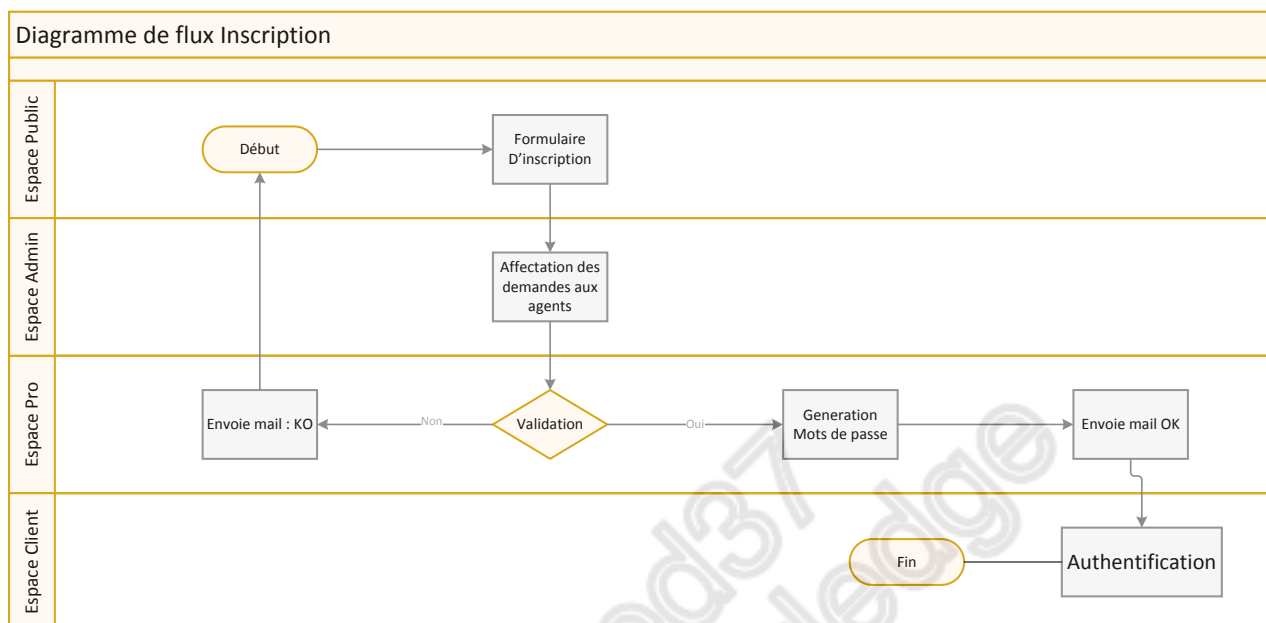 Diagramme de flux Inscription
Espace Public
Début
Formulaire
D’inscription
Espace Admin
Affectation des
demandes aux
agents
Espace Pro
Envoie mail : KO
Non
Validation
Oui
Generation
Mots de passe
Envoie mail OK
Espace Client
Fin
Authentification